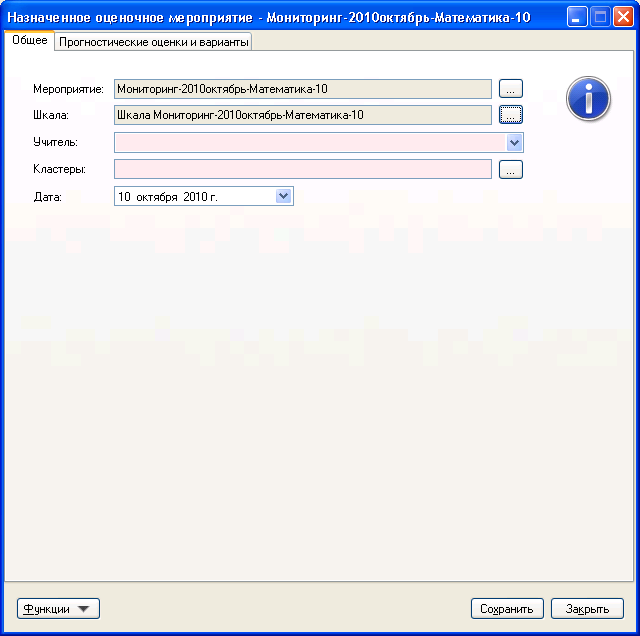 Назначенное оценочное мероприятие - Мониторинг-2010октябрь-Математика-10
Общее Прогностические оценки и варианты
Мероприятие: Мониторинг-2010октябрь-Математика-10 ...
Шкала: Шкала Мониторинг-2010октябрь-Математика-10 ...
Учитель:
Кластеры: ...
Дата: 10 октября 2010 г.
Функции Сохранить Закрыть